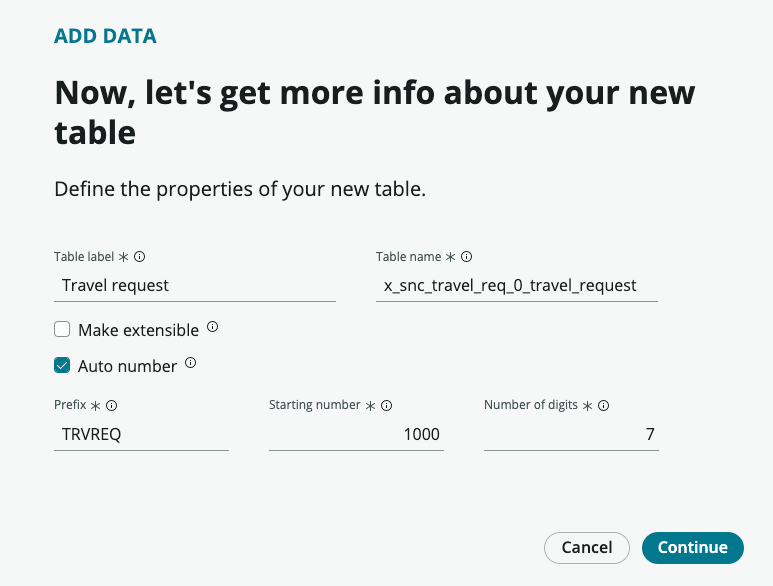 ADD DATA
Now, let's get more info about your new
table
Define the properties of your new table.
Table label * Table name *
Travel request x_snc_travel_req_0_travel_request
Make extensible
Auto number
Prefix * Starting number * Number of digits *
TRVREQ 1000 7
Cancel Continue